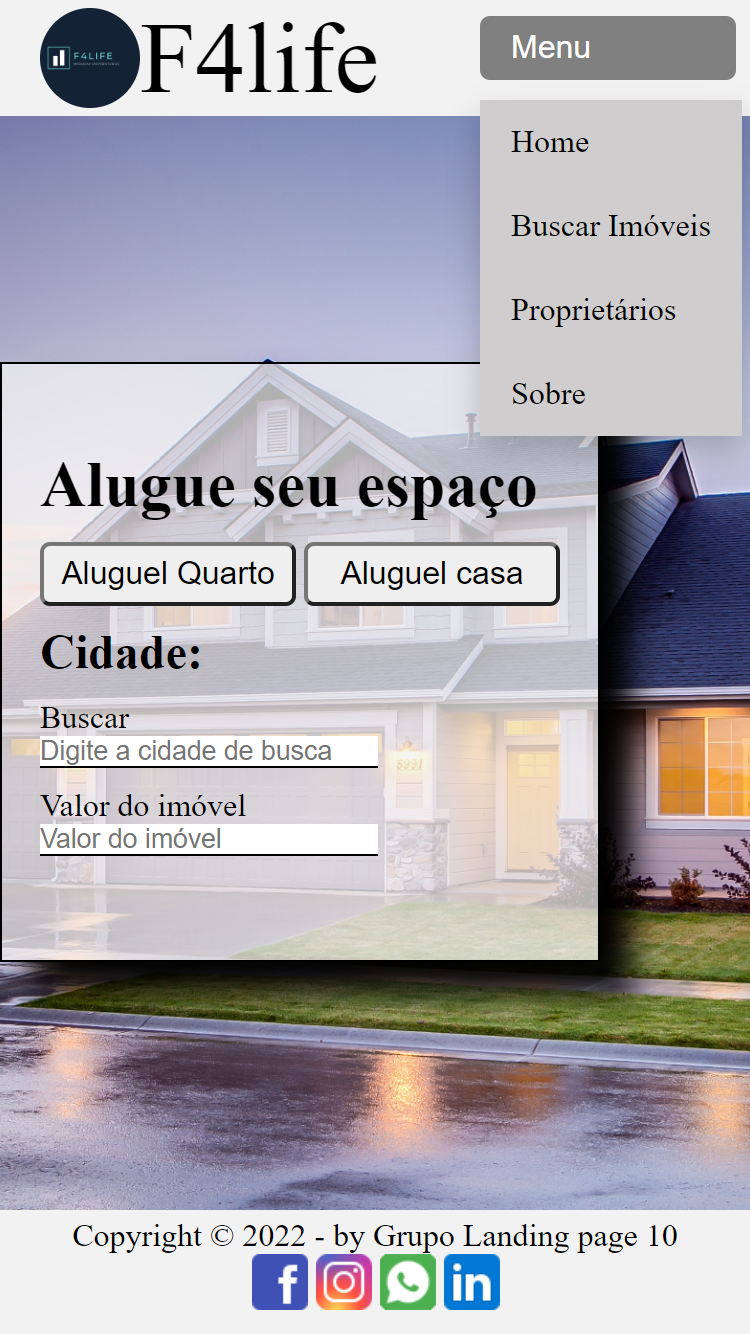 F4LIFE
F4life
Menu
Home
Buscar Imóveis
Proprietários
Sobre
Alugue seu espaço
Aluguel Quarto
Aluguel casa
Cidade:
Buscar
Digite a cidade de busca
Valor do imóvel
Valor do imóvel
5991
Copyright © 2022 - by Grupo Landing page 10